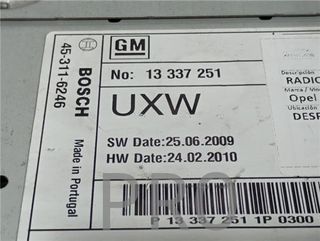 GM
No: 13 337 251
UXW
SW Date:25.06.2009
HW Date:24.02.2010
P 13 337 251 1P 0300
45-311-6246
BOSCH
Made in Portugal
Descripción
RADIO
Marca /
Opel
Ubicación
DESP
PRO